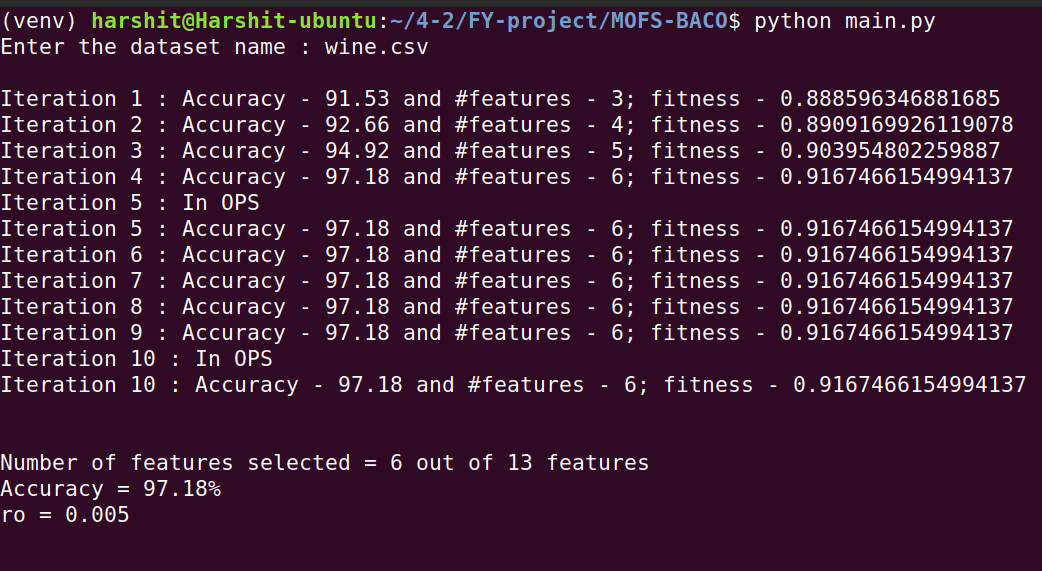 (venv) harshit@Harshit-ubuntu:~/4-2/FY-project/MOFS-BACO$ python main.py
Enter the dataset name : wine.csv
Iteration 1 : Accuracy - 91.53 and #features - 3; fitness - 0.888596346881685
Iteration 2 : Accuracy - 92.66 and #features - 4; fitness - 0.8909169926119078
Iteration 3 : Accuracy - 94.92 and #features - 5; fitness - 0.903954802259887
Iteration 4 : Accuracy - 97.18 and #features - 6; fitness - 0.9167466154994137
Iteration 5 : In OPS
Iteration 5 : Accuracy - 97.18 and #features - 6; fitness - 0.9167466154994137
Iteration 6 : Accuracy - 97.18 and #features - 6; fitness - 0.9167466154994137
Iteration 7 : Accuracy - 97.18 and #features - 6; fitness - 0.9167466154994137
Iteration 8 : Accuracy - 97.18 and #features - 6; fitness - 0.9167466154994137
Iteration 9 : Accuracy - 97.18 and #features - 6; fitness - 0.9167466154994137
Iteration 10 : In OPS
Iteration 10 : Accuracy - 97.18 and #features - 6; fitness - 0.9167466154994137
Number of features selected = 6 out of 13 features
Accuracy = 97.18%
ro = 0.005